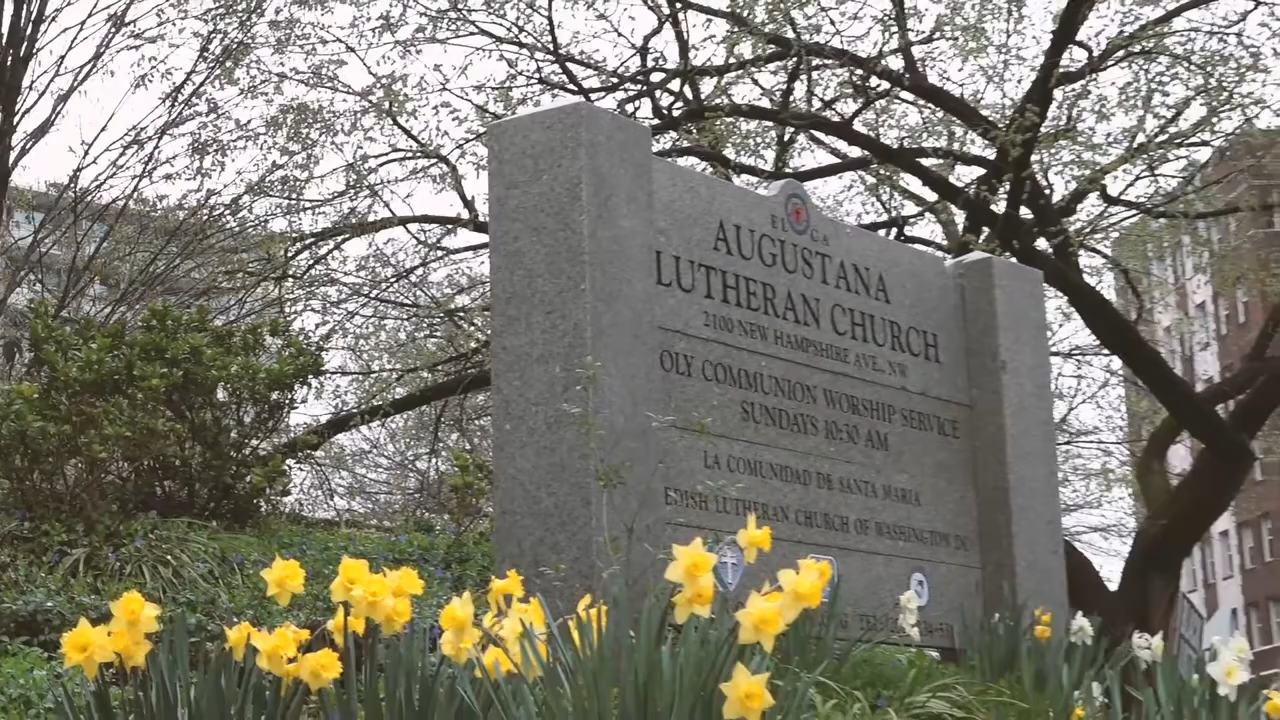 ELCA
AUGUSTANA
LUTHERAN CHURCH
2100 NEW HAMPSHIRE AVE., NW
OLY COMMUNION WORSHIP SERVICE
SUNDAYS 10:30 AM
LA COMUNIDAD DE SANTA MARIA
EDISH LUTHERAN CHURCH OF WASHINGTON DC